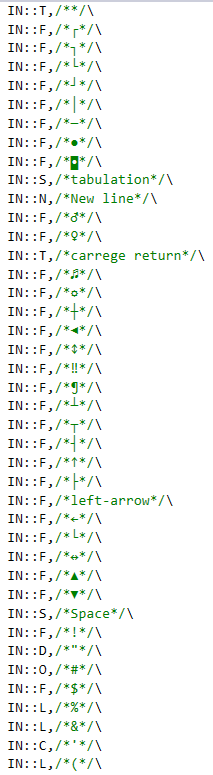 IN::T,/**/\
IN::F,/*┌*/\
IN::F,/*┐*/\
IN::F,/*└*/\
IN::F,/*┘*/\
IN::F,/*│*/\
IN::F,/*─*/\
IN::F,/*●*/\
IN::F,/*◘*/\
IN::S,/*tabulation*/\
IN::N,/*New line*/\
IN::F,/*♂*/\
IN::F,/*♀*/\
IN::T,/*carrege return*/\
IN::F,/*♬*/\
IN::F,/*☼*/\
IN::F,/*┼*/\
IN::F,/*◄*/\
IN::F,/*↕*/\
IN::F,/*‼*/\
IN::F,/*¶*/\
IN::F,/*┴*/\
IN::F,/*┬*/\
IN::F,/*┤*/\
IN::F,/*↑*/\
IN::F,/*├*/\
IN::F,/*left-arrow*/\
IN::F,/*←*/\
IN::F,/*└*/\
IN::F,/*↔*/\
IN::F,/*▲*/\
IN::F,/*▼*/\
IN::S,/*Space*/\
IN::F,/*!*/\
IN::D,/*"*/\
IN::O,/*#*/\
IN::F,/*$*/\
IN::L,/*%*/\
IN::L,/*&*/\
IN::C,/*'*/\
IN::L,/*(*/\